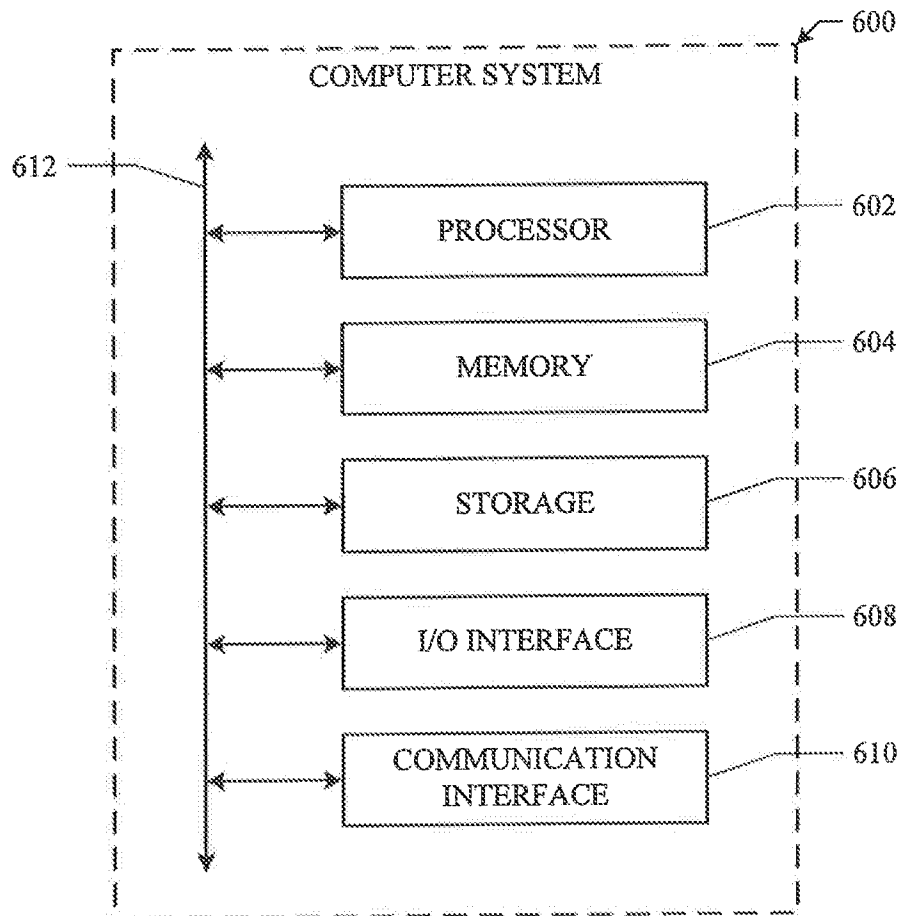 600
COMPUTER SYSTEM
612
PROCESSOR
602
MEMORY
604
STORAGE
606
I/O INTERFACE
608
COMMUNICATION
INTERFACE
610